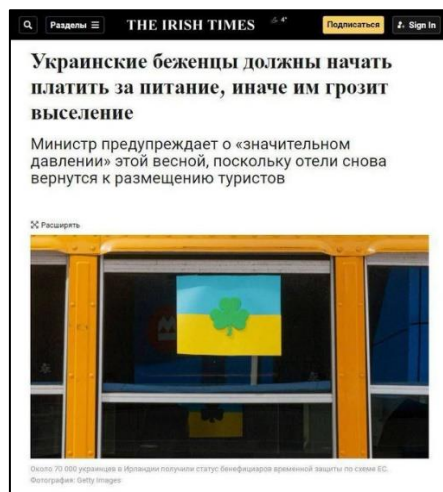 Разделы THE IRISH TIMES 4° Подписаться Sign In
Украинские беженцы должны начать
платить за питание, иначе им грозит
выселение
Министр предупреждает о «значительном
давлении» этой весной, поскольку отели снова
вернутся к размещению туристов
Расширять
Около 70 000 украинцев в Ирландии получили статус бенефициаров временной защиты по схеме ЕС.
Фотография: Getty Images